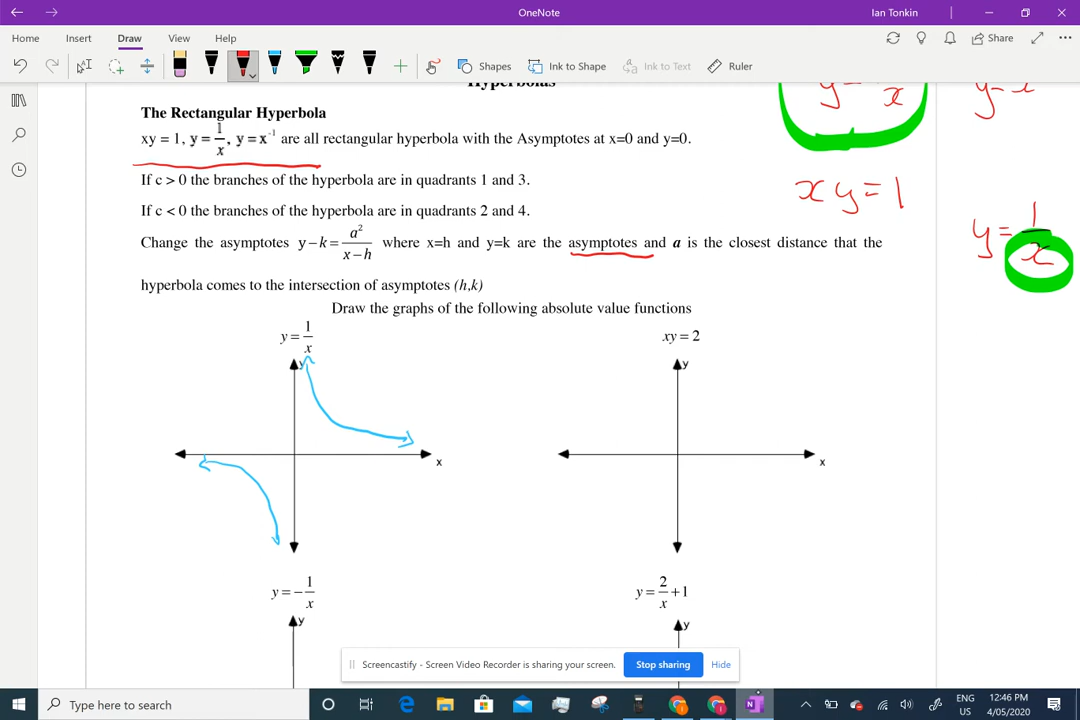 OneNote
Ian Tonkin
Home Insert Draw View Help
Share
Shapes
Ink to Shape
Ink to Text
Ruler
Hyperbolas
The Rectangular Hyperbola
xy = 1, y = 1/x, y = x⁻¹ are all rectangular hyperbola with the Asymptotes at x=0 and y=0.
If c > 0 the branches of the hyperbola are in quadrants 1 and 3.
If c < 0 the branches of the hyperbola are in quadrants 2 and 4.
Change the asymptotes y – k = a²/(x – h) where x=h and y=k are the asymptotes and a is the closest distance that the
hyperbola comes to the intersection of asymptotes (h,k)
Draw the graphs of the following absolute value functions
y = 1/x
xy = 2
y
x
y
x
y = – 1/x
y = 2/x + 1
y
y
x y = 1
y = 1/x
Screencastify - Screen Video Recorder is sharing your screen.
Stop sharing
Hide
Type here to search
ENG
US
12:46 PM
4/05/2020